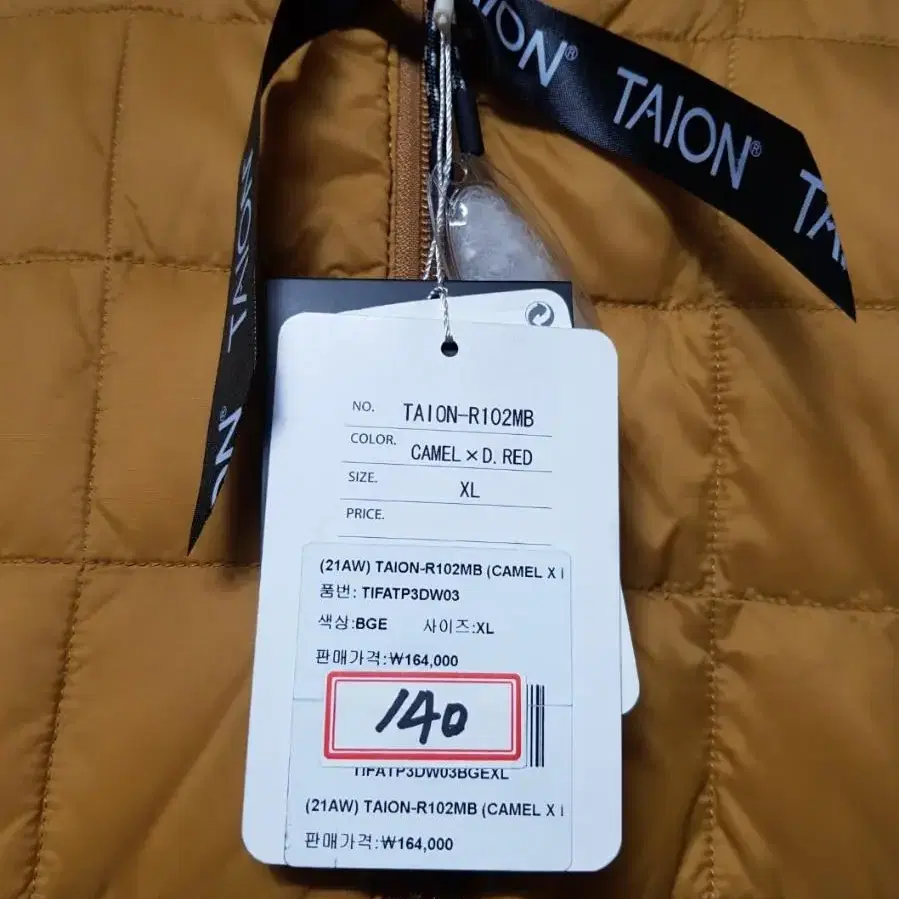 TAION®
TAION®
TAION®
NO. TAION-R102MB
COLOR. CAMEL × D. RED
SIZE. XL
PRICE.
(21AW) TAION-R102MB (CAMEL X
품번: TIFATP3DW03
색상:BGE 사이즈:XL
판매가격:₩164,000
140
TIFATP3DW03BGEXL
(21AW) TAION-R102MB (CAMEL X
판매가격:₩164,000